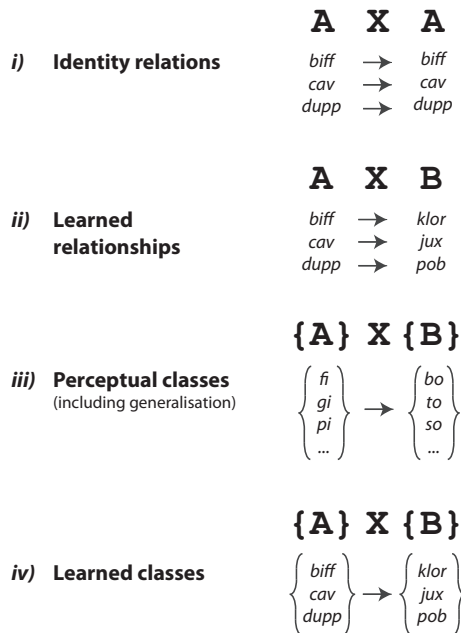 A X A
i) Identity relations
biff → biff
cav → cav
dupp → dupp
A X B
ii) Learned relationships
biff → klor
cav → jux
dupp → pob
{A} X {B}
iii) Perceptual classes
(including generalisation)
{ fi → { bo
gi to
pi so
... } ... }
{A} X {B}
iv) Learned classes
{ biff → { klor
cav jux
dupp } pob }